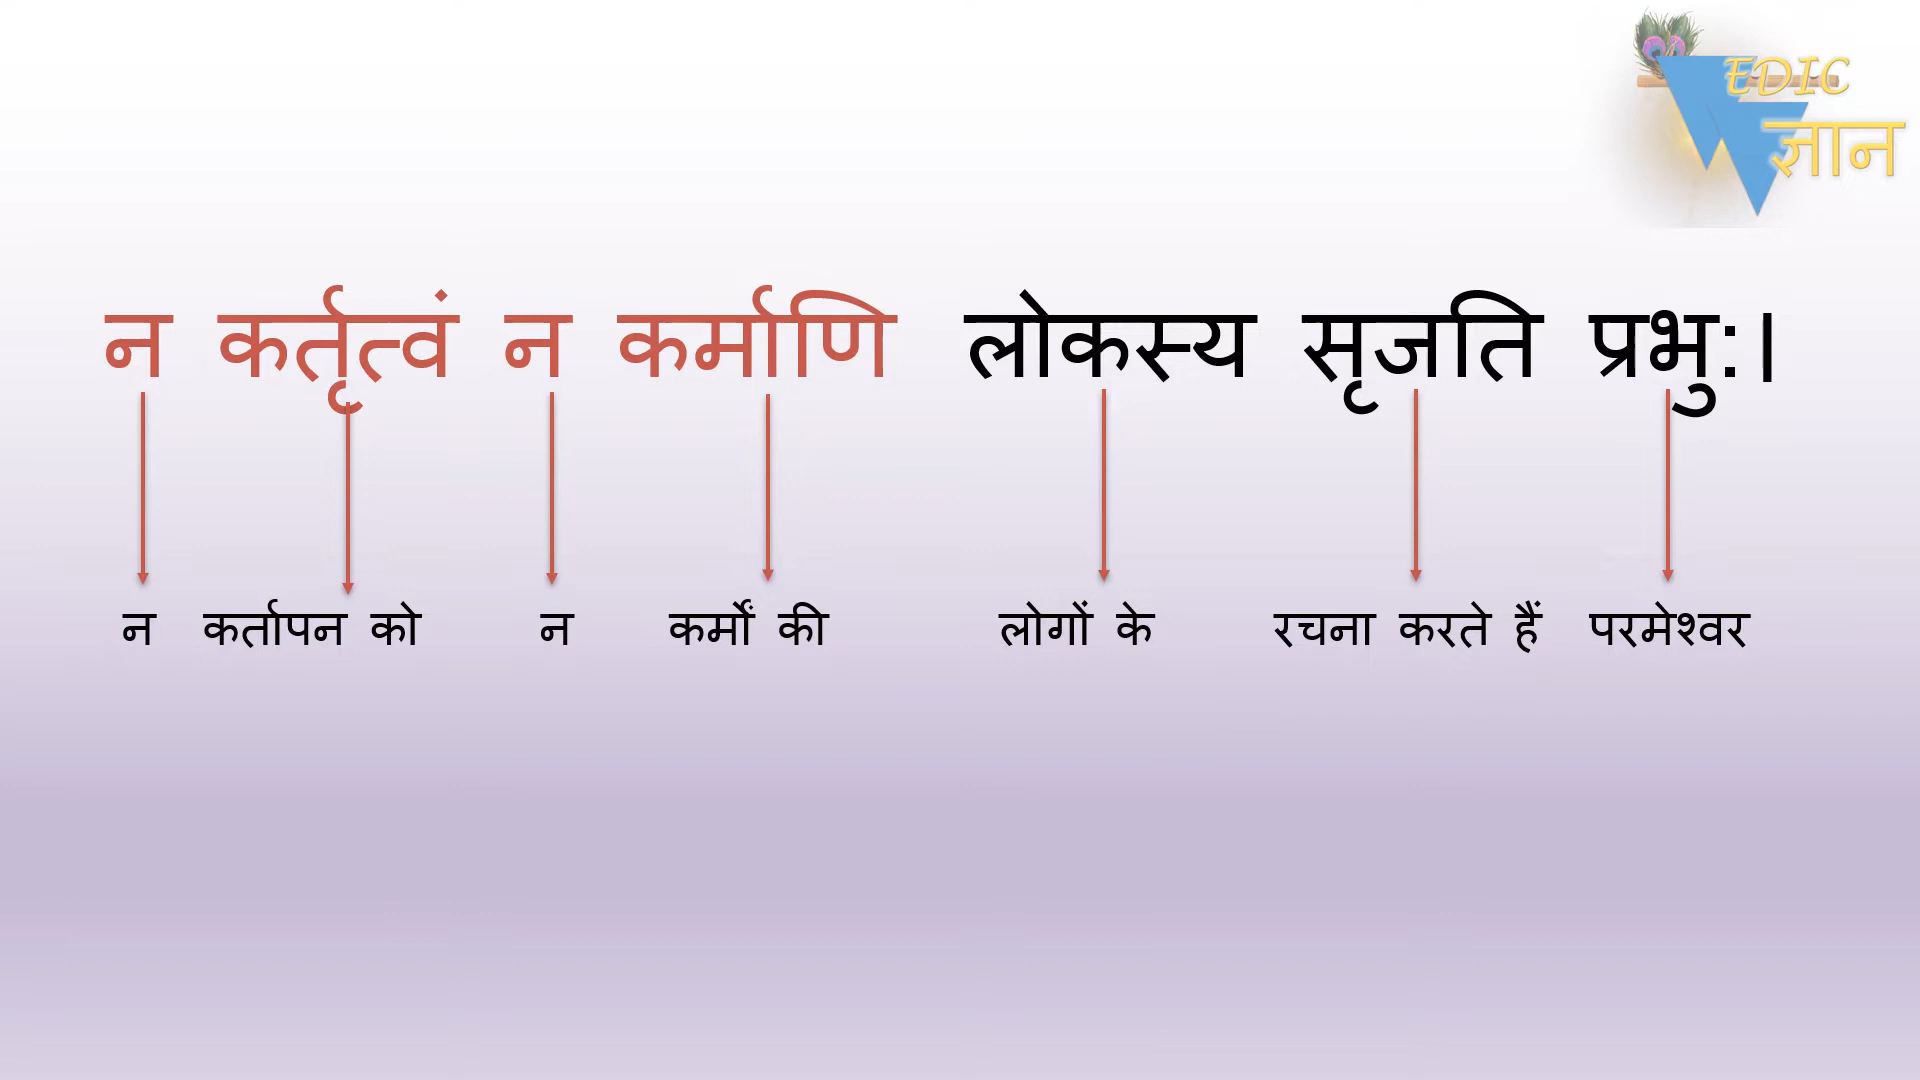 EDIC
ज्ञान
न कर्तृत्वं न कर्माणि लोकस्य सृजति प्रभु:।
न कर्तापन को न कर्मों की लोगों के रचना करते हैं परमेश्वर